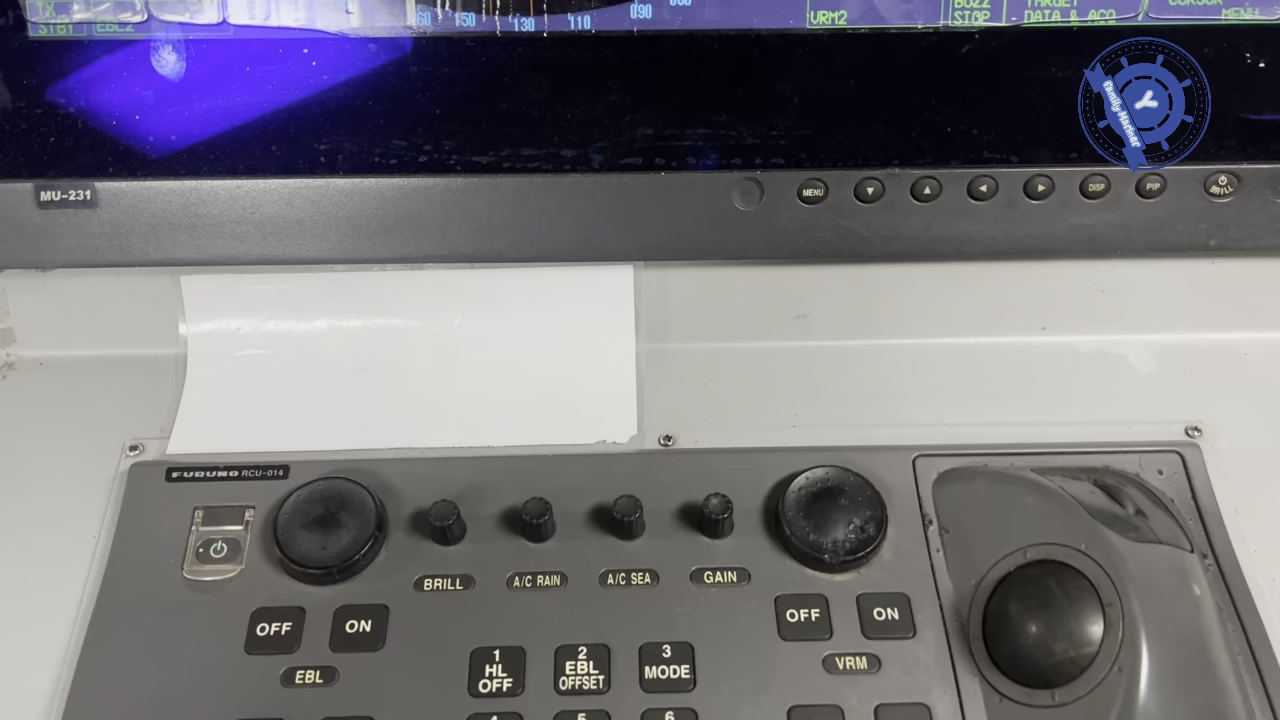 TX
STBY EBL2
150
130
110
090
VRM2
BUZZ
STOP
TARGET
DATA & ACQ
CURSOR
MENU
Family Mariner
MU-231
MENU
DISP
PIP
BRILL
FURUNO RCU-014
BRILL
A/C RAIN
A/C SEA
GAIN
OFF
ON
OFF
ON
EBL
VRM
1
HL
OFF
2
EBL
OFFSET
3
MODE